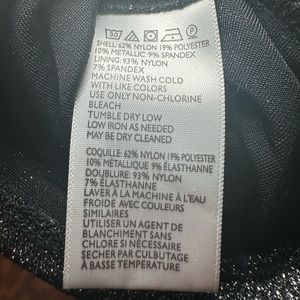 SHELL: 62% NYLON 19% POLYESTER
10% METALLIC 9% SPANDEX
LINING: 93% NYLON
7% SPANDEX
MACHINE WASH COLD
WITH LIKE COLORS
USE ONLY NON-CHLORINE
BLEACH
TUMBLE DRY LOW
LOW IRON AS NEEDED
MAY BE DRY CLEANED
COQUILLE: 62% NYLON 19% POLYESTER
10% MÉTALLIQUE 9% ÉLASTHANNE
DOUBLURE: 93% NYLON
7% ÉLASTHANNE
LAVER À LA MACHINE À L'EAU
FROIDE AVEC COULEURS
SIMILAIRES
UTILISER UN AGENT DE
BLANCHIMENT SANS
CHLORE SI NÉCESSAIRE
SECHER PAR CULBUTAGE
À BASSE TEMPÉRATURE